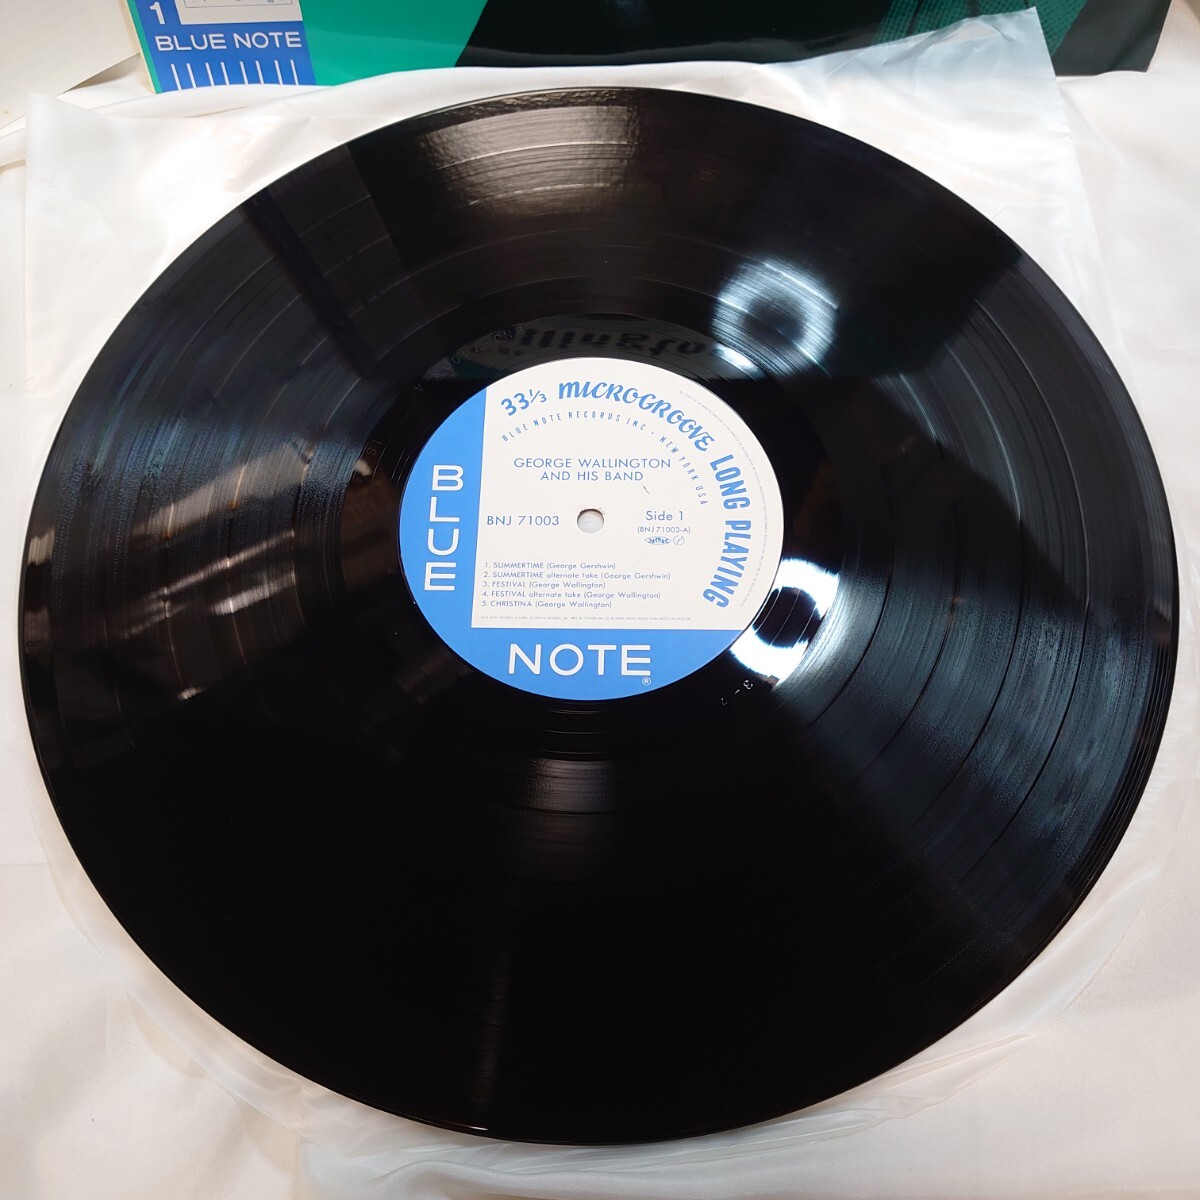 1
BLUE NOTE
33 1/3 MICROGROOVE LONG PLAYING
BLUE NOTE RECORDS INC · NEW YORK USA
GEORGE WALLINGTON
AND HIS BAND
BNJ 71003
Side 1
(BNJ 71003-A)
1. SUMMERTIME (George Gershwin)
2. SUMMERTIME alternate take (George Gershwin)
3. FESTIVAL (George Wallington)
4. FESTIVAL alternate take (George Wallington)
5. CHRISTINA (George Wallington)
BLUE
NOTE
®